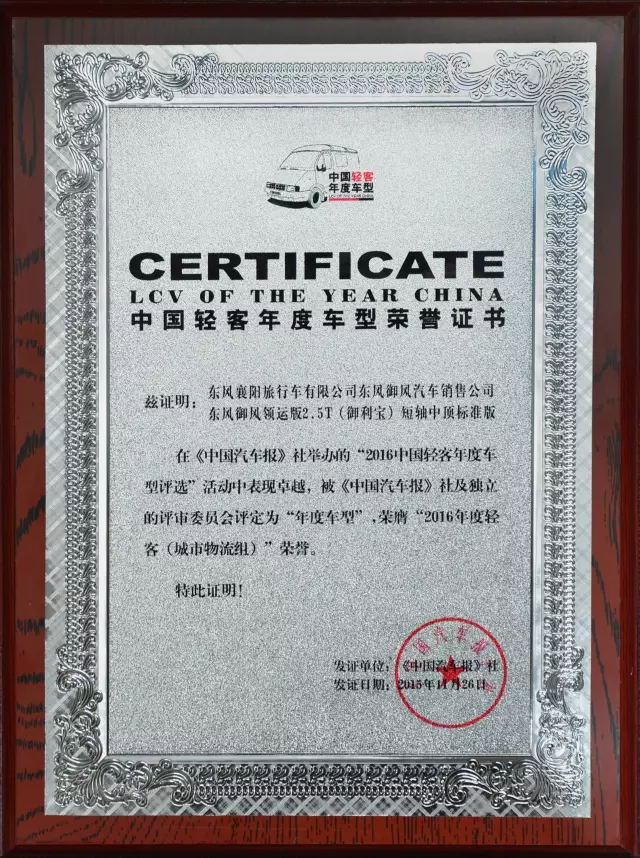 中国轻客
年度车型
LCV OF THE YEAR CHINA
CERTIFICATE
LCV OF THE YEAR CHINA
中国轻客年度车型荣誉证书
兹证明：东风襄阳旅行车有限公司东风御风汽车销售公司
东风御风领运版2.5T（御利宝）短轴中顶标准版
在《中国汽车报》社举办的“2016中国轻客年度车
型评选”活动中表现卓越，被《中国汽车报》社及独立
的评审委员会评定为“年度车型”,荣膺“2016年度轻
客（城市物流组）”荣誉。
特此证明！
发证单位：《中国汽车报》社
发证日期：2015年11月26日